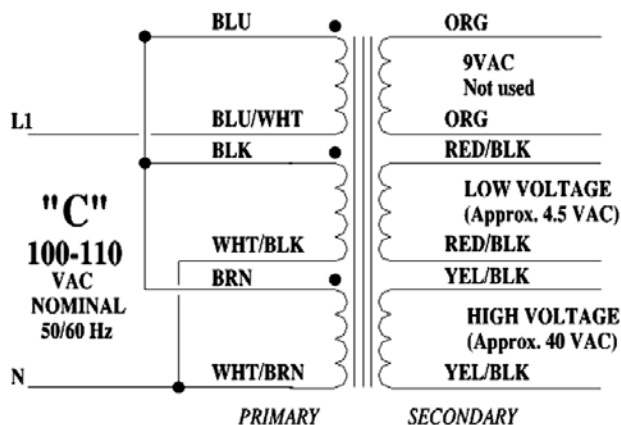 BLU
ORG
9VAC
Not used
L1
BLU/WHT
ORG
BLK
RED/BLK
"C"
100-110
VAC
NOMINAL
50/60 Hz
LOW VOLTAGE
(Approx. 4.5 VAC)
WHT/BLK
RED/BLK
BRN
YEL/BLK
HIGH VOLTAGE
(Approx. 40 VAC)
N
WHT/BRN
YEL/BLK
PRIMARY
SECONDARY